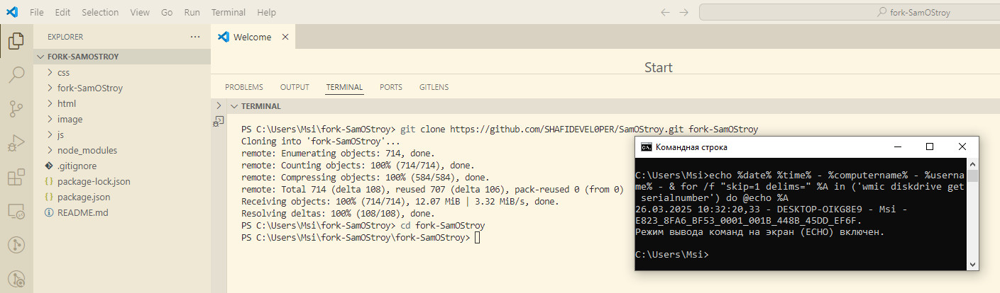 File Edit Selection View Go Run Terminal Help
fork-SamOStroy
EXPLORER
FORK-SAMOSTROY
css
fork-SamOStroy
html
image
js
node_modules
.gitignore
package-lock.json
package.json
README.md
Welcome
Start
PROBLEMS OUTPUT TERMINAL PORTS GITLENS
TERMINAL
PS C:\Users\Msi\fork-SamOStroy> git clone https://github.com/SHAFIDEVEL0PER/SamOStroy.git fork-SamOStroy
Cloning into 'fork-SamOStroy'...
remote: Enumerating objects: 714, done.
remote: Counting objects: 100% (714/714), done.
remote: Compressing objects: 100% (584/584), done.
remote: Total 714 (delta 108), reused 707 (delta 106), pack-reused 0 (from 0)
Receiving objects: 100% (714/714), 12.07 MiB | 3.32 MiB/s, done.
Resolving deltas: 100% (108/108), done.
PS C:\Users\Msi\fork-SamOStroy> cd fork-SamOStroy
PS C:\Users\Msi\fork-SamOStroy\fork-SamOStroy>
Командная строка
C:\Users\Msi>echo %date% %time% - %computername% - %userna
me% - & for /f "skip=1 delims=" %A in ('wmic diskdrive get
serialnumber') do @echo %A
26.03.2025 10:32:20,33 - DESKTOP-OIKG8E9 - Msi -
E823_8FA6_BF53_0001_001B_448B_45DD_EF6F.
Режим вывода команд на экран (ECHO) включен.
C:\Users\Msi>